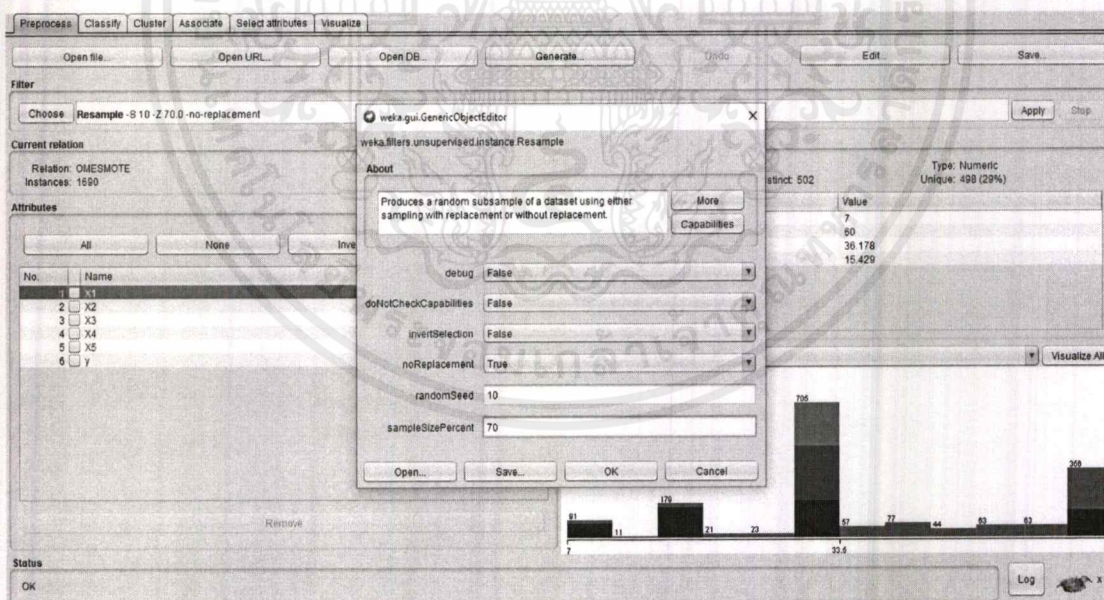 Preprocess Classify Cluster Associate Select attributes Visualize
Open file... Open URL... Open DB... Generate... Undo Edit... Save...
Filter
Choose Resample -S 10 -Z 70.0 -no-replacement Apply Stop
weka.gui.GenericObjectEditor X
weka.filters.unsupervised.instance.Resample
About
Produces a random subsample of a dataset using either
sampling with replacement or without replacement.
More
Capabilities
debug False
doNotCheckCapabilities False
invertSelection False
noReplacement True
randomSeed 10
sampleSizePercent 70
Open... Save... OK Cancel
Current relation
Relation: OMESMOTE
Instances: 1690
Attributes
All None Inve
No. Name
1 X1
2 X2
3 X3
4 X4
5 X5
6 y
Remove
stinct: 502
Type: Numeric
Unique: 498 (29%)
Value
7
60
36.178
15.429
Visualize All
91 11 179 21 23 705 57 77 44 63 63 368
7 33.5
Status
OK
Log x